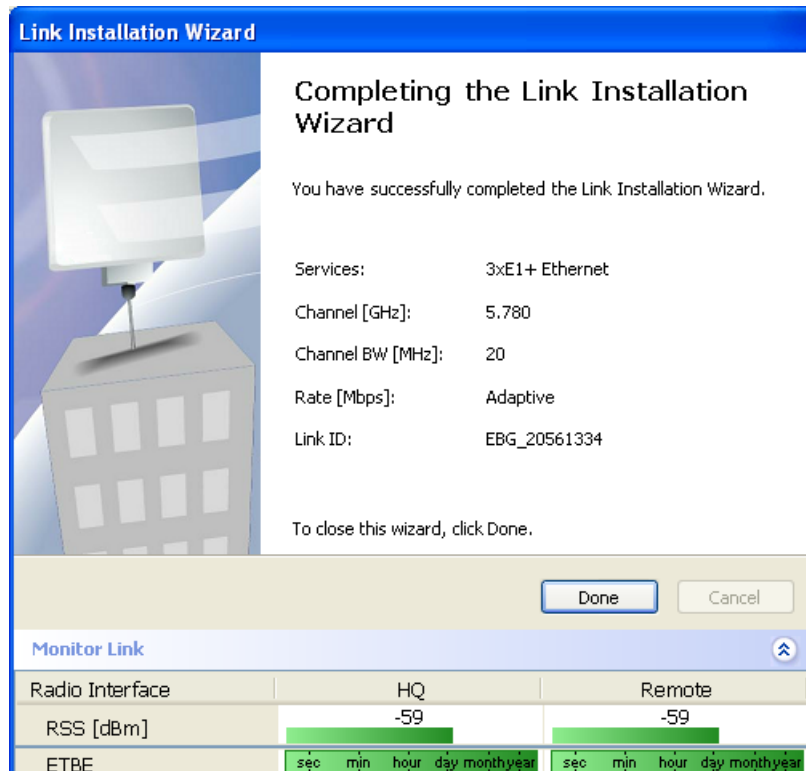 Link Installation Wizard
Completing the Link Installation
Wizard
You have successfully completed the Link Installation Wizard.
Services: 3xE1+ Ethernet
Channel [GHz]: 5.780
Channel BW [MHz]: 20
Rate [Mbps]: Adaptive
Link ID: EBG_20561334
To close this wizard, click Done.
Done Cancel
Monitor Link
Radio Interface HQ Remote
RSS [dBm] -59 -59
ETBE sec min hour day month year sec min hour day month year